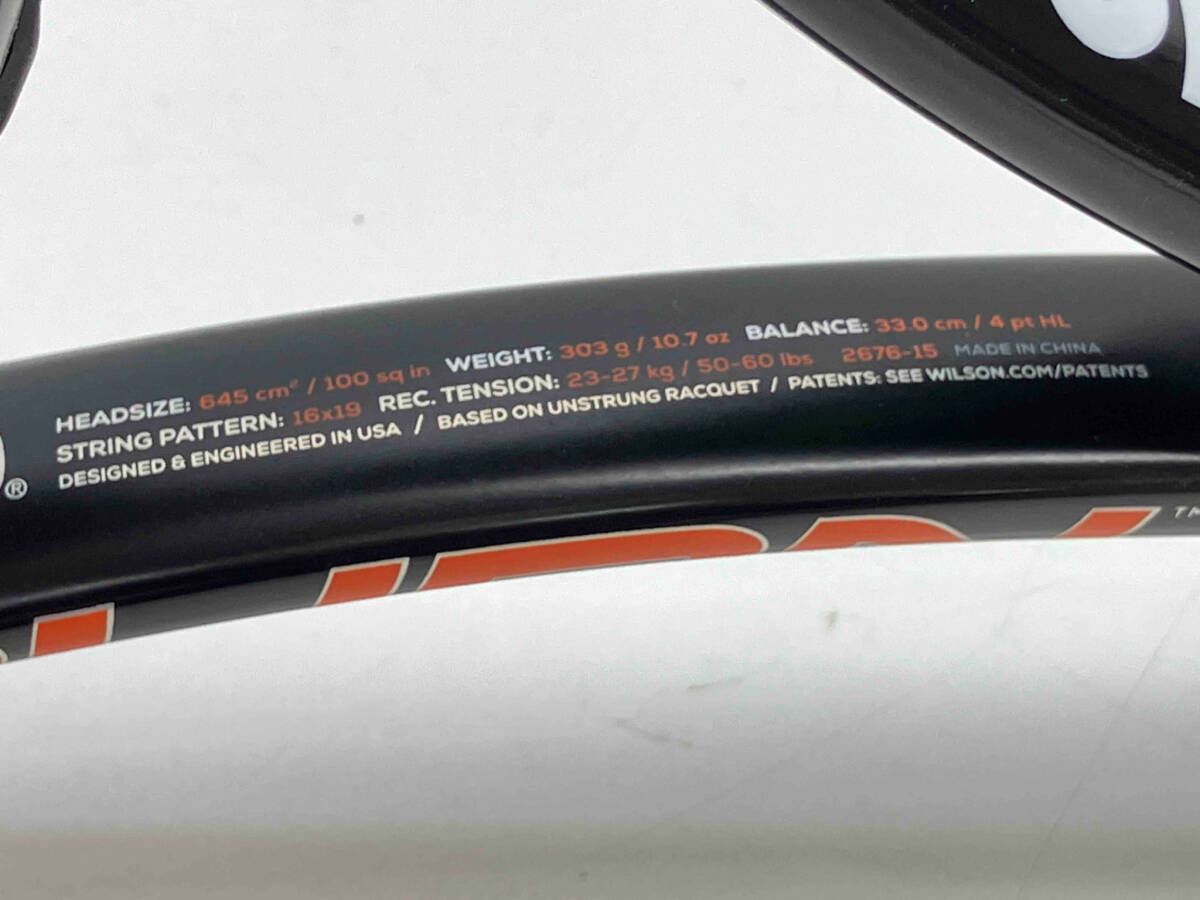 HEADSIZE: 645 cm² / 100 sq in WEIGHT: 303 g / 10.7 oz BALANCE: 33.0 cm / 4 pt HL
STRING PATTERN: 16x19 REC. TENSION: 23-27 kg / 50-60 lbs 2676-15 MADE IN CHINA
DESIGNED & ENGINEERED IN USA / BASED ON UNSTRUNG RACQUET / PATENTS: SEE WILSON.COM/PATENTS
®
TM